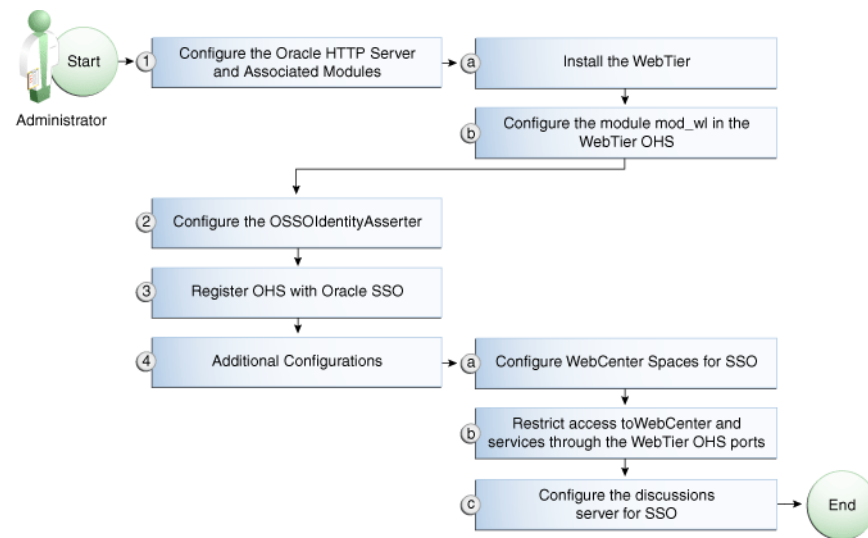 Start
Administrator
1
Configure the Oracle HTTP Server
and Associated Modules
a
Install the WebTier
b
Configure the module mod_wl in the
WebTier OHS
2
Configure the OSSOIdentityAsserter
3
Register OHS with Oracle SSO
4
Additional Configurations
a
Configure WebCenter Spaces for SSO
b
Restrict access toWebCenter and
services through the WebTier OHS ports
c
Configure the discussions
server for SSO
End